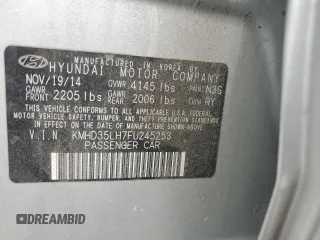 MANUFACTURED IN KOREA BY
HYUNDAI MOTOR COMPANY
NOV/19/14 GVWR 4145 lbs PAINT:N3S
GAWR FRONT 2205 lbs GAWR REAR 2006 lbs TRIM:RY
THIS VEHICLE CONFORMS TO ALL APPLICABLE FEDERAL
MOTOR VEHICLE SAFETY, BUMPER, AND THEFT PREVENTION
STANDARDS IN EFFECT ON THE DATE OF MANUFACTURE
SHOWN ABOVE
V.I.N KMHD35LH7FU245253
PASSENGER CAR
© AUTOBIDMASTER